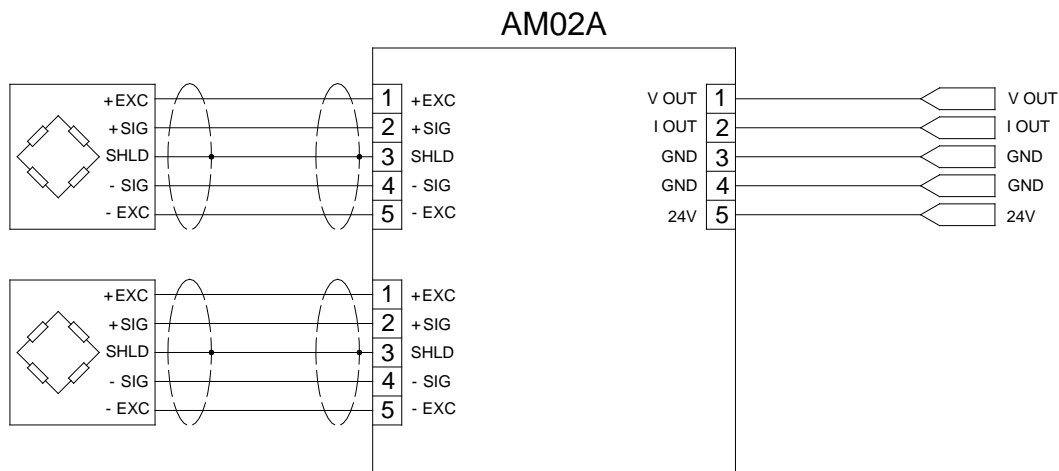 AM02A
+EXC 1 +EXC V OUT 1 V OUT
+SIG 2 +SIG I OUT 2 I OUT
SHLD 3 SHLD GND 3 GND
- SIG 4 - SIG GND 4 GND
- EXC 5 - EXC 24V 5 24V
+EXC 1 +EXC
+SIG 2 +SIG
SHLD 3 SHLD
- SIG 4 - SIG
- EXC 5 - EXC